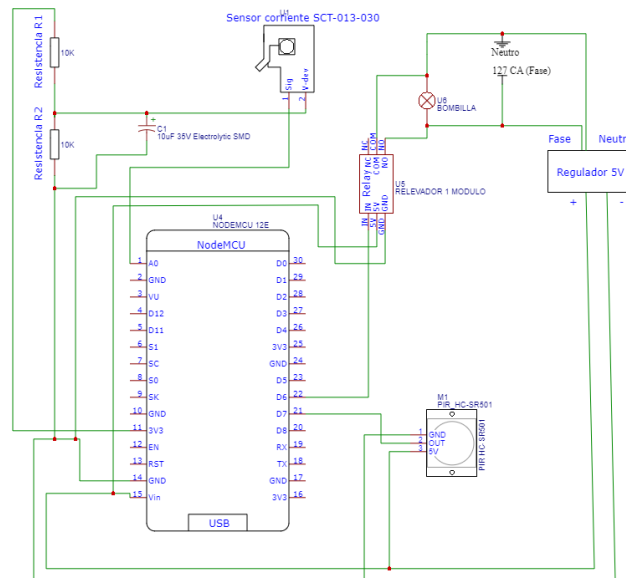 Sensor corriente SCT-013-030
U1
Sig
V-dev
1
2
Resistencia R1
10K
Resistencia R2
10K
C1
10uF 35V Electrolytic SMD
+
Neutro
127 CA (Fase)
U6
BOMBILLA
Fase
Neutr
Regulador 5V
+
-
NC
COM
NO
Relay
NC
COM
NO
IN
5V
GND
IN
5V
GND
U5
RELEVADOR 1 MODULO
U4
NODEMCU 12E
NodeMCU
1 A0 D0 30
2 GND D1 29
3 VU D2 28
4 D12 D3 27
5 D11 D4 26
6 S1 3V3 25
7 SC GND 24
8 S0 D5 23
9 SK D6 22
10 GND D7 21
11 3V3 D8 20
12 EN RX 19
13 RST TX 18
14 GND GND 17
15 Vin 3V3 16
USB
M1
PIR_HC-SR501
1 GND
2 OUT
3 5V
PIR HC-SR501